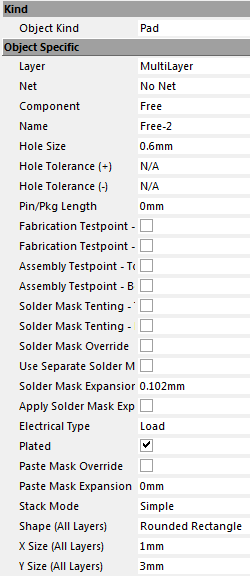 Kind
Object Kind Pad
Object Specific
Layer MultiLayer
Net No Net
Component Free
Name Free-2
Hole Size 0.6mm
Hole Tolerance (+) N/A
Hole Tolerance (-) N/A
Pin/Pkg Length 0mm
Fabrication Testpoint -
Fabrication Testpoint -
Assembly Testpoint - To
Assembly Testpoint - B
Solder Mask Tenting -
Solder Mask Tenting -
Solder Mask Override
Use Separate Solder M
Solder Mask Expansion 0.102mm
Apply Solder Mask Exp
Electrical Type Load
Plated
Paste Mask Override
Paste Mask Expansion 0mm
Stack Mode Simple
Shape (All Layers) Rounded Rectangle
X Size (All Layers) 1mm
Y Size (All Layers) 3mm